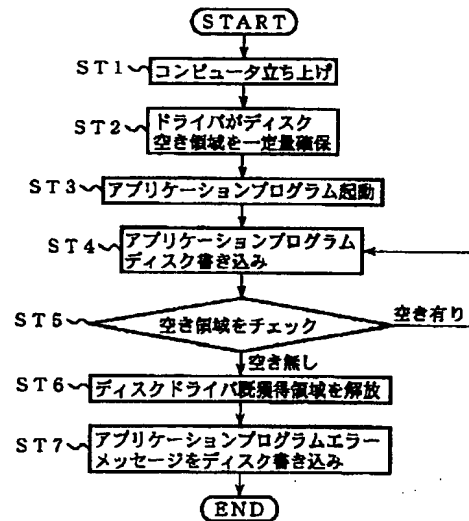 START
ST1 コンピュータ立ち上げ
ST2 ドライバがディスク
空き領域を一定量確保
ST3 アプリケーションプログラム起動
ST4 アプリケーションプログラム
ディスク書き込み
ST5 空き領域をチェック 空き有り
空き無し
ST6 ディスクドライバ既獲得領域を解放
ST7 アプリケーションプログラムエラー
メッセージをディスク書き込み
END